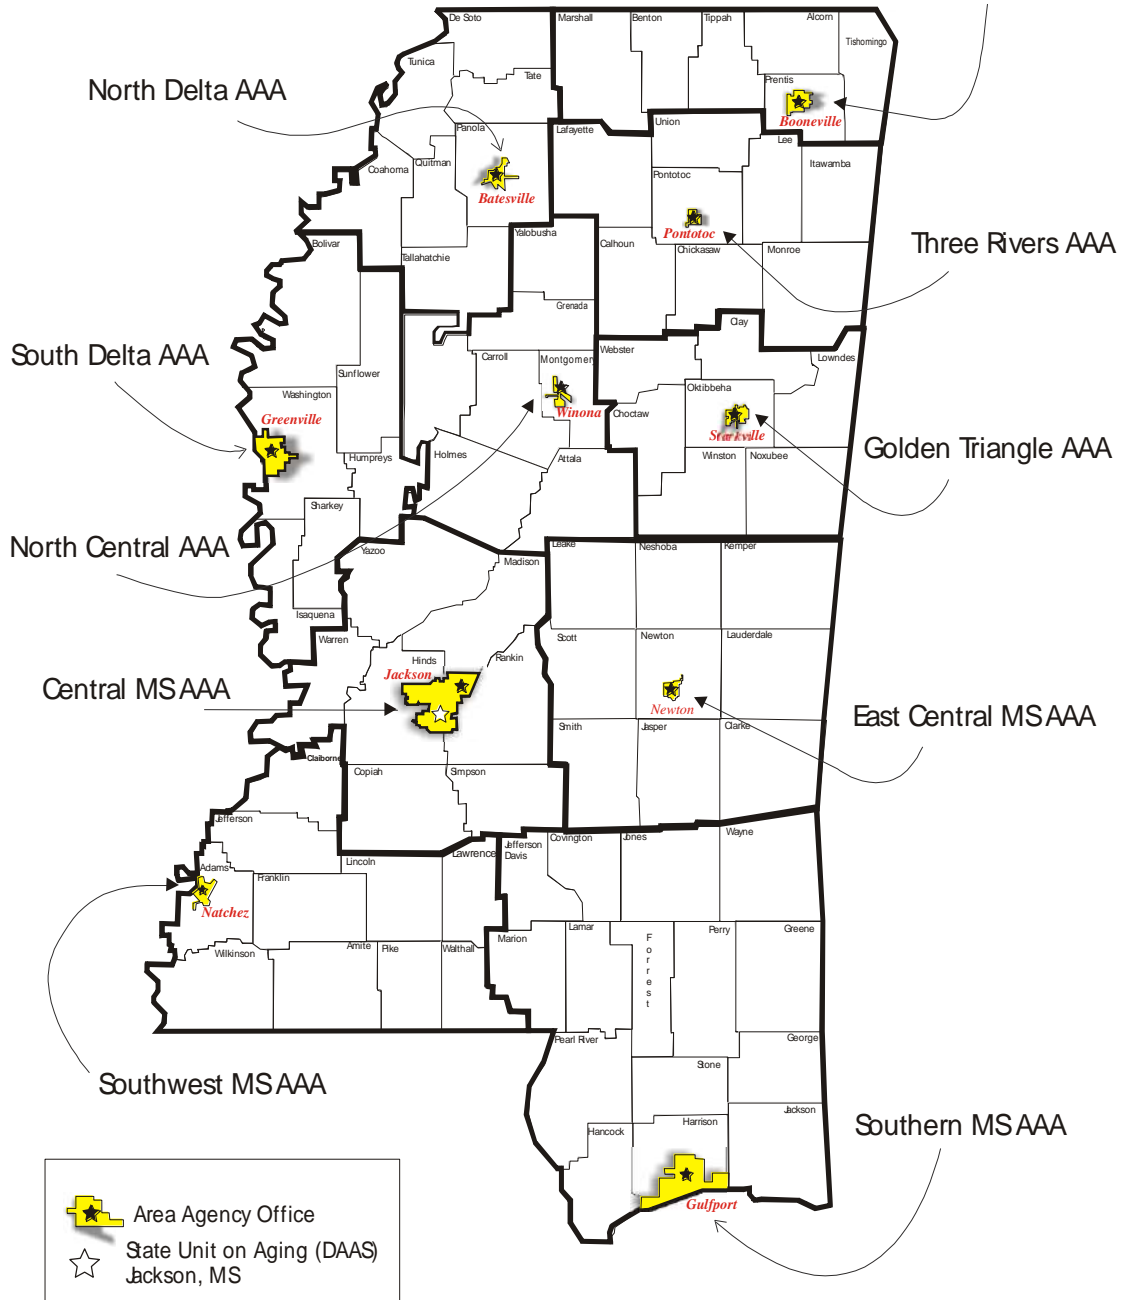 De Soto
Marshall
Benton
Tippah
Alcorn
Tishomingo
Tunica
Tate
Prentis
North Delta AAA
Booneville
Panola
Lafayette
Union
Lee
Itawamba
Coahoma
Quitman
Pontotoc
Batesville
Pontotoc
Three Rivers AAA
Bolivar
Yalobusha
Calhoun
Chickasaw
Monroe
Tallahatchie
Grenada
Clay
South Delta AAA
Carroll
Montgomery
Webster
Lowndes
Sunflower
Washington
Oktibbeha
Greenville
Winona
Choctaw
Starkville
Golden Triangle AAA
Humpreys
Holmes
Attala
Winston
Noxubee
Sharkey
North Central AAA
Yazoo
Madison
Leake
Neshoba
Kemper
Isaquena
Warren
Scott
Newton
Lauderdale
Hinds
Rankin
Jackson
Central MS AAA
Newton
East Central MS AAA
Smith
Jasper
Clarke
Claiborne
Copiah
Simpson
Jefferson
Lincoln
Lawrence
Jefferson
Davis
Covington
Jones
Wayne
Adams
Franklin
Natchez
Wilkinson
Amite
Pike
Walthall
Marion
Lamar
Forrest
Perry
Greene
Pearl River
George
Stone
Southwest MS AAA
Jackson
Hancock
Harrison
Southern MS AAA
Gulfport
Area Agency Office
State Unit on Aging (DAAS)
Jackson, MS